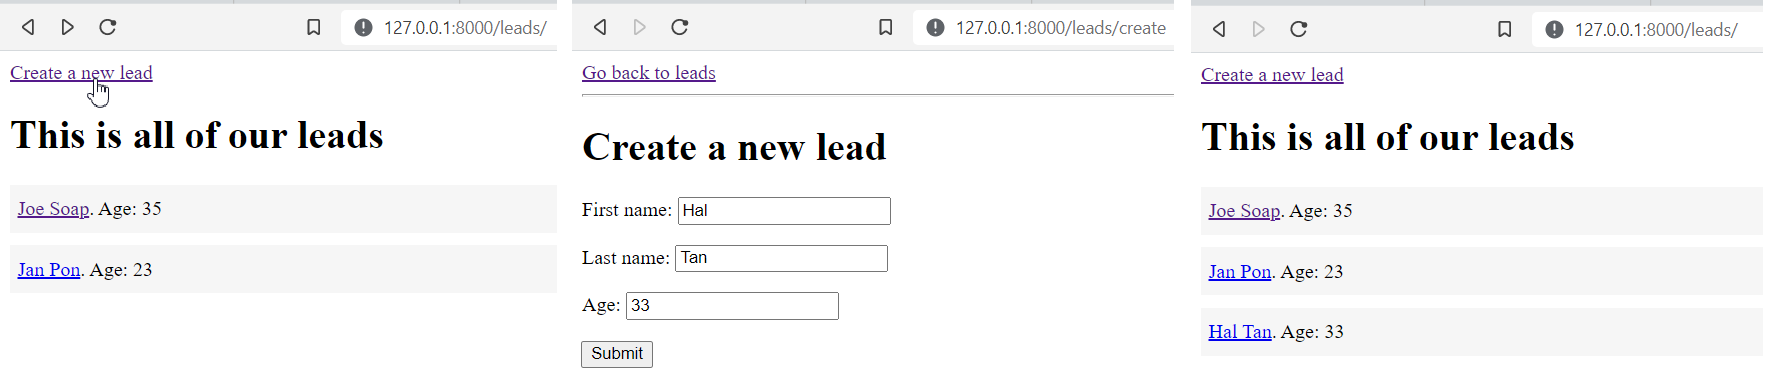 127.0.0.1:8000/leads/
Create a new lead
This is all of our leads
Joe Soap. Age: 35
Jan Pon. Age: 23
127.0.0.1:8000/leads/create
Go back to leads
Create a new lead
First name: Hal
Last name: Tan
Age: 33
Submit
127.0.0.1:8000/leads/
Create a new lead
This is all of our leads
Joe Soap. Age: 35
Jan Pon. Age: 23
Hal Tan. Age: 33